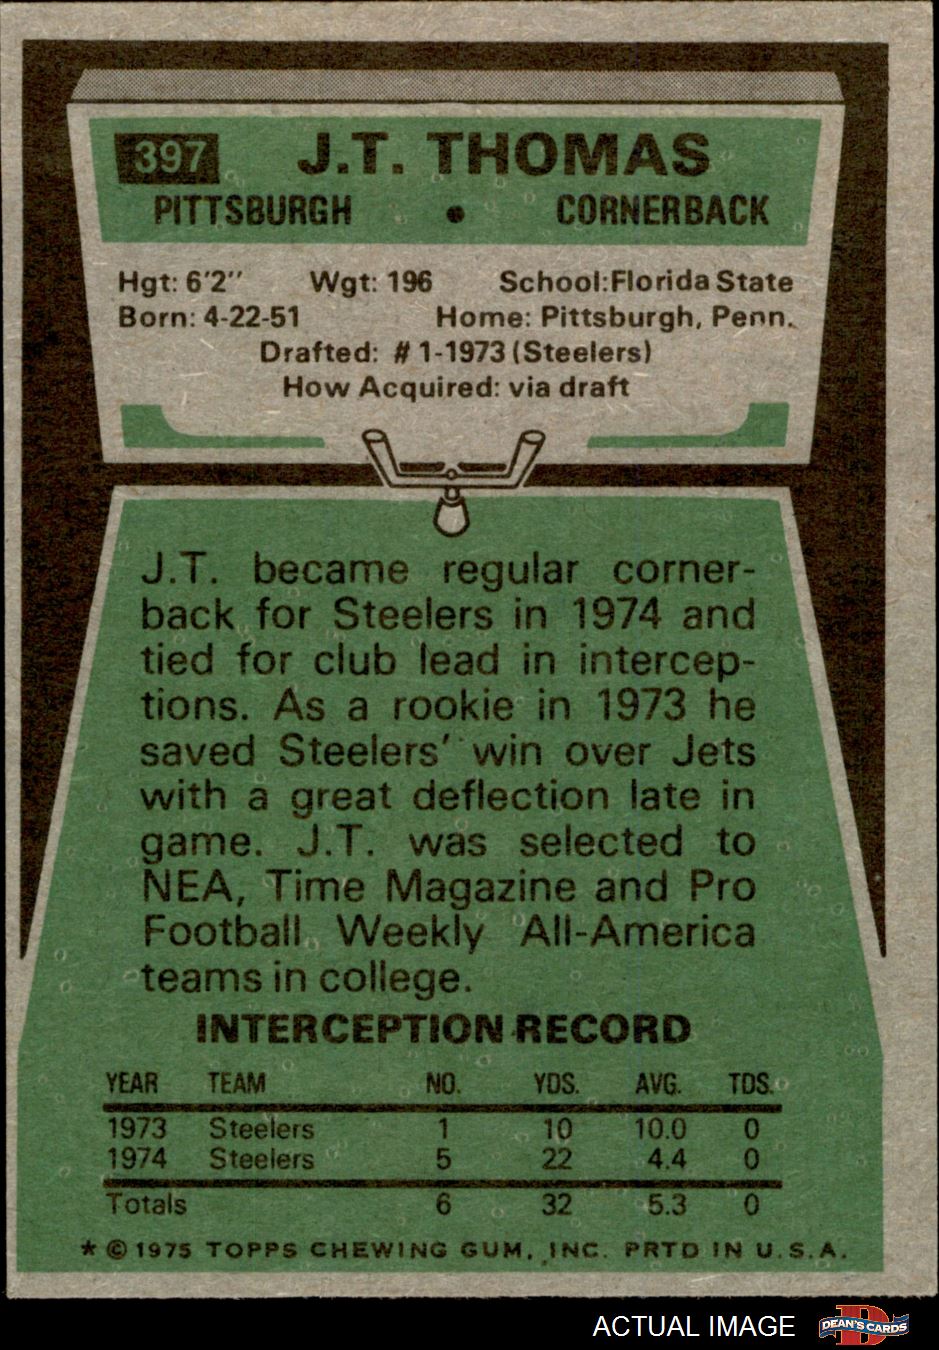 397 J.T. THOMAS
PITTSBURGH • CORNERBACK
Hgt: 6'2" Wgt: 196 School: Florida State
Born: 4-22-51 Home: Pittsburgh, Penn.
Drafted: #1-1973 (Steelers)
How Acquired: via draft
J.T. became regular corner-
back for Steelers in 1974 and
tied for club lead in intercep-
tions. As a rookie in 1973 he
saved Steelers' win over Jets
with a great deflection late in
game. J.T. was selected to
NEA, Time Magazine and Pro
Football Weekly All-America
teams in college.
INTERCEPTION RECORD
YEAR TEAM NO. YDS. AVG. TDS.
1973 Steelers 1 10 10.0 0
1974 Steelers 5 22 4.4 0
Totals 6 32 5.3 0
* © 1975 TOPPS CHEWING GUM, INC. PRTD IN U.S.A.
ACTUAL IMAGE DEAN'S CARDS